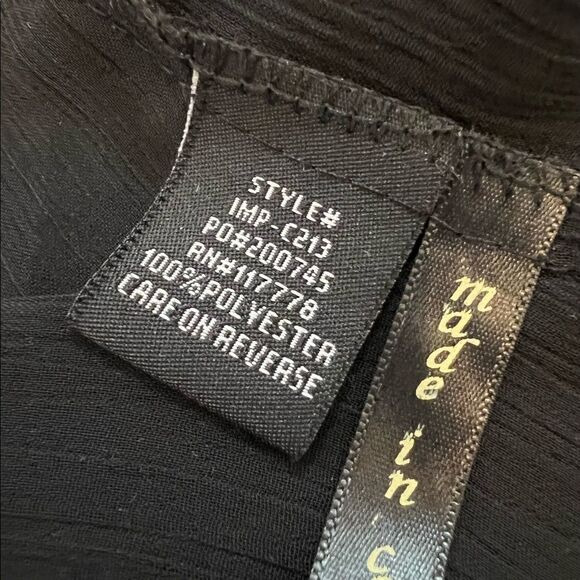 STYLE#
IMP-C213
PO#200745
RN#117778
100%POLYESTER
CARE ON REVERSE
made in